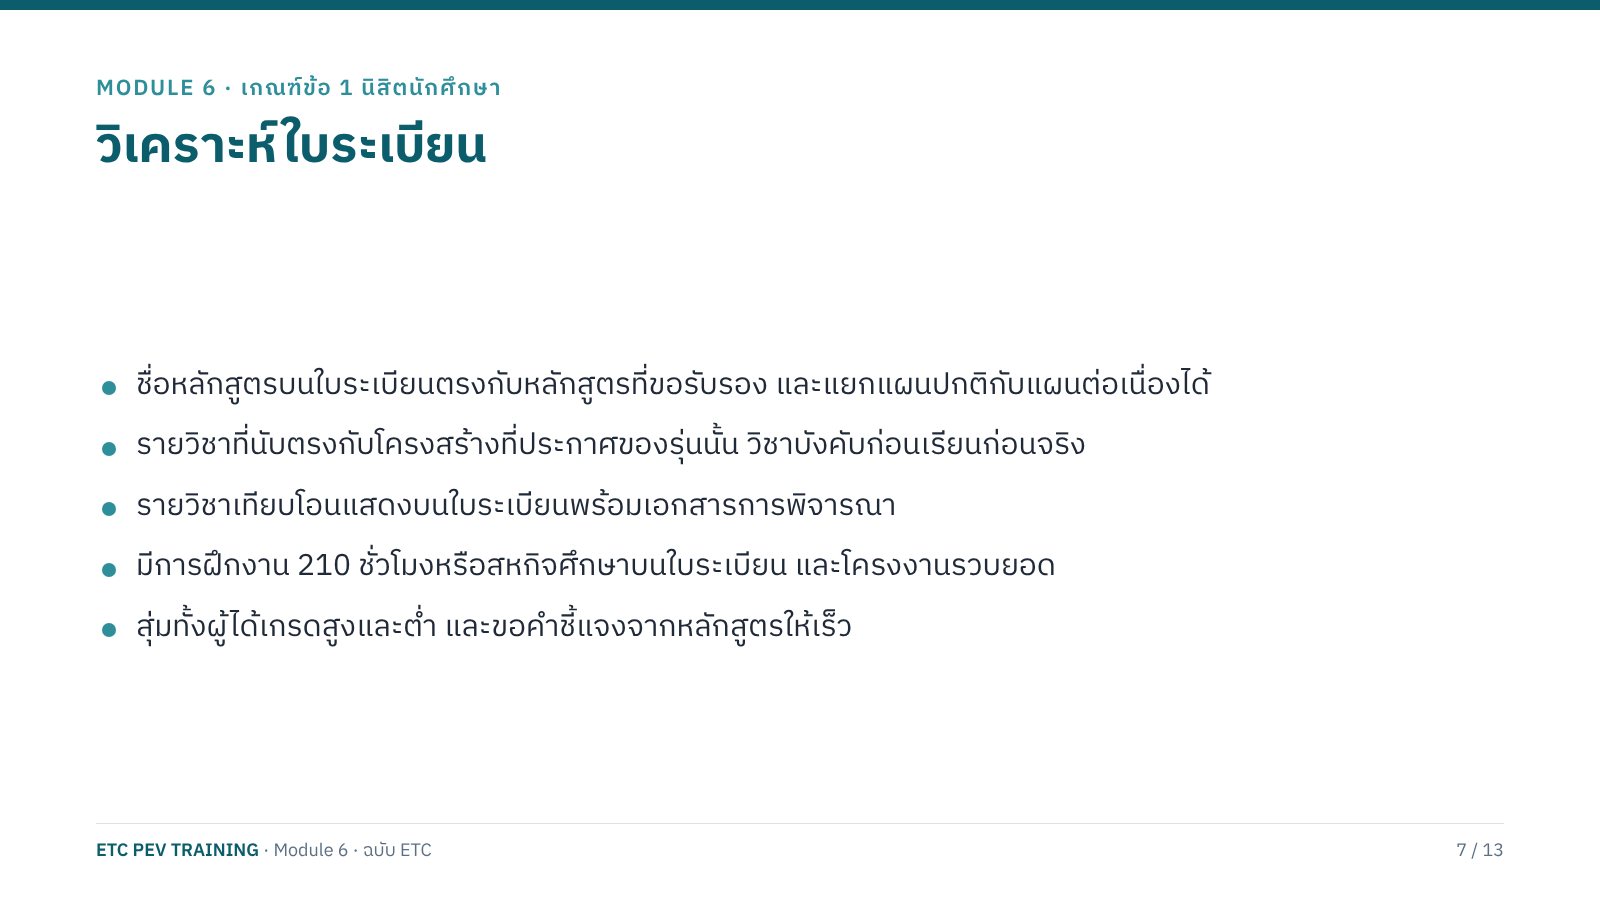 MODULE 6 · เกณฑ์ข้อ 1 นิสิตนักศึกษา
วิเคราะห์ใบระเบียน
ชื่อหลักสูตรบนใบระเบียนตรงกับหลักสูตรที่ขอรับรอง และแยกแผนปกติกับแผนต่อเนื่องได้
รายวิชาที่นับตรงกับโครงสร้างที่ประกาศของรุ่นนั้น วิชาบังคับก่อนเรียนก่อนจริง
รายวิชาเทียบโอนแสดงบนใบระเบียนพร้อมเอกสารการพิจารณา
มีการฝึกงาน 210 ชั่วโมงหรือสหกิจศึกษาบนใบระเบียน และโครงงานรวบยอด
สุ่มทั้งผู้ได้เกรดสูงและต่ำ และขอคำชี้แจงจากหลักสูตรให้เร็ว
ETC PEV TRAINING · Module 6 · ฉบับ ETC
7 / 13